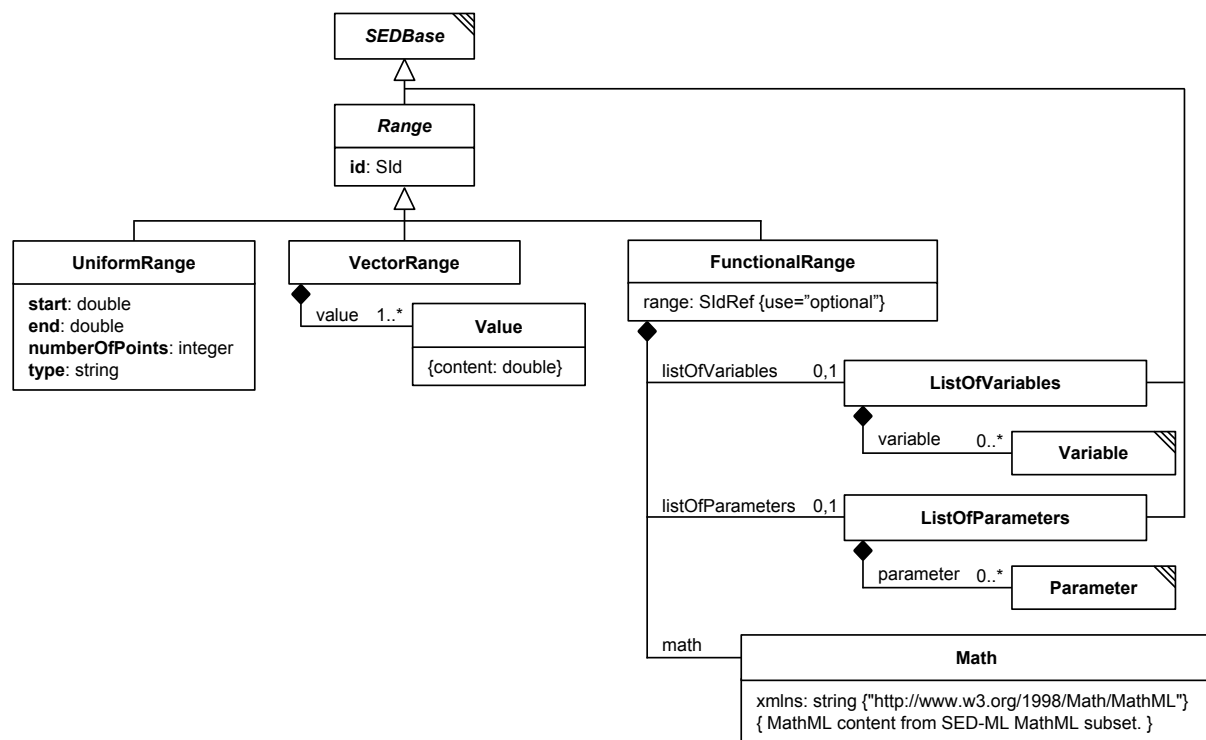 SEDBase
Range
id: SId
UniformRange
start: double
end: double
numberOfPoints: integer
type: string
VectorRange
value 1..*
Value
{content: double}
FunctionalRange
range: SIdRef {use=”optional”}
listOfVariables 0,1
ListOfVariables
variable 0..*
Variable
listOfParameters 0,1
ListOfParameters
parameter 0..*
Parameter
math
Math
xmlns: string {"http://www.w3.org/1998/Math/MathML"}
{ MathML content from SED-ML MathML subset. }